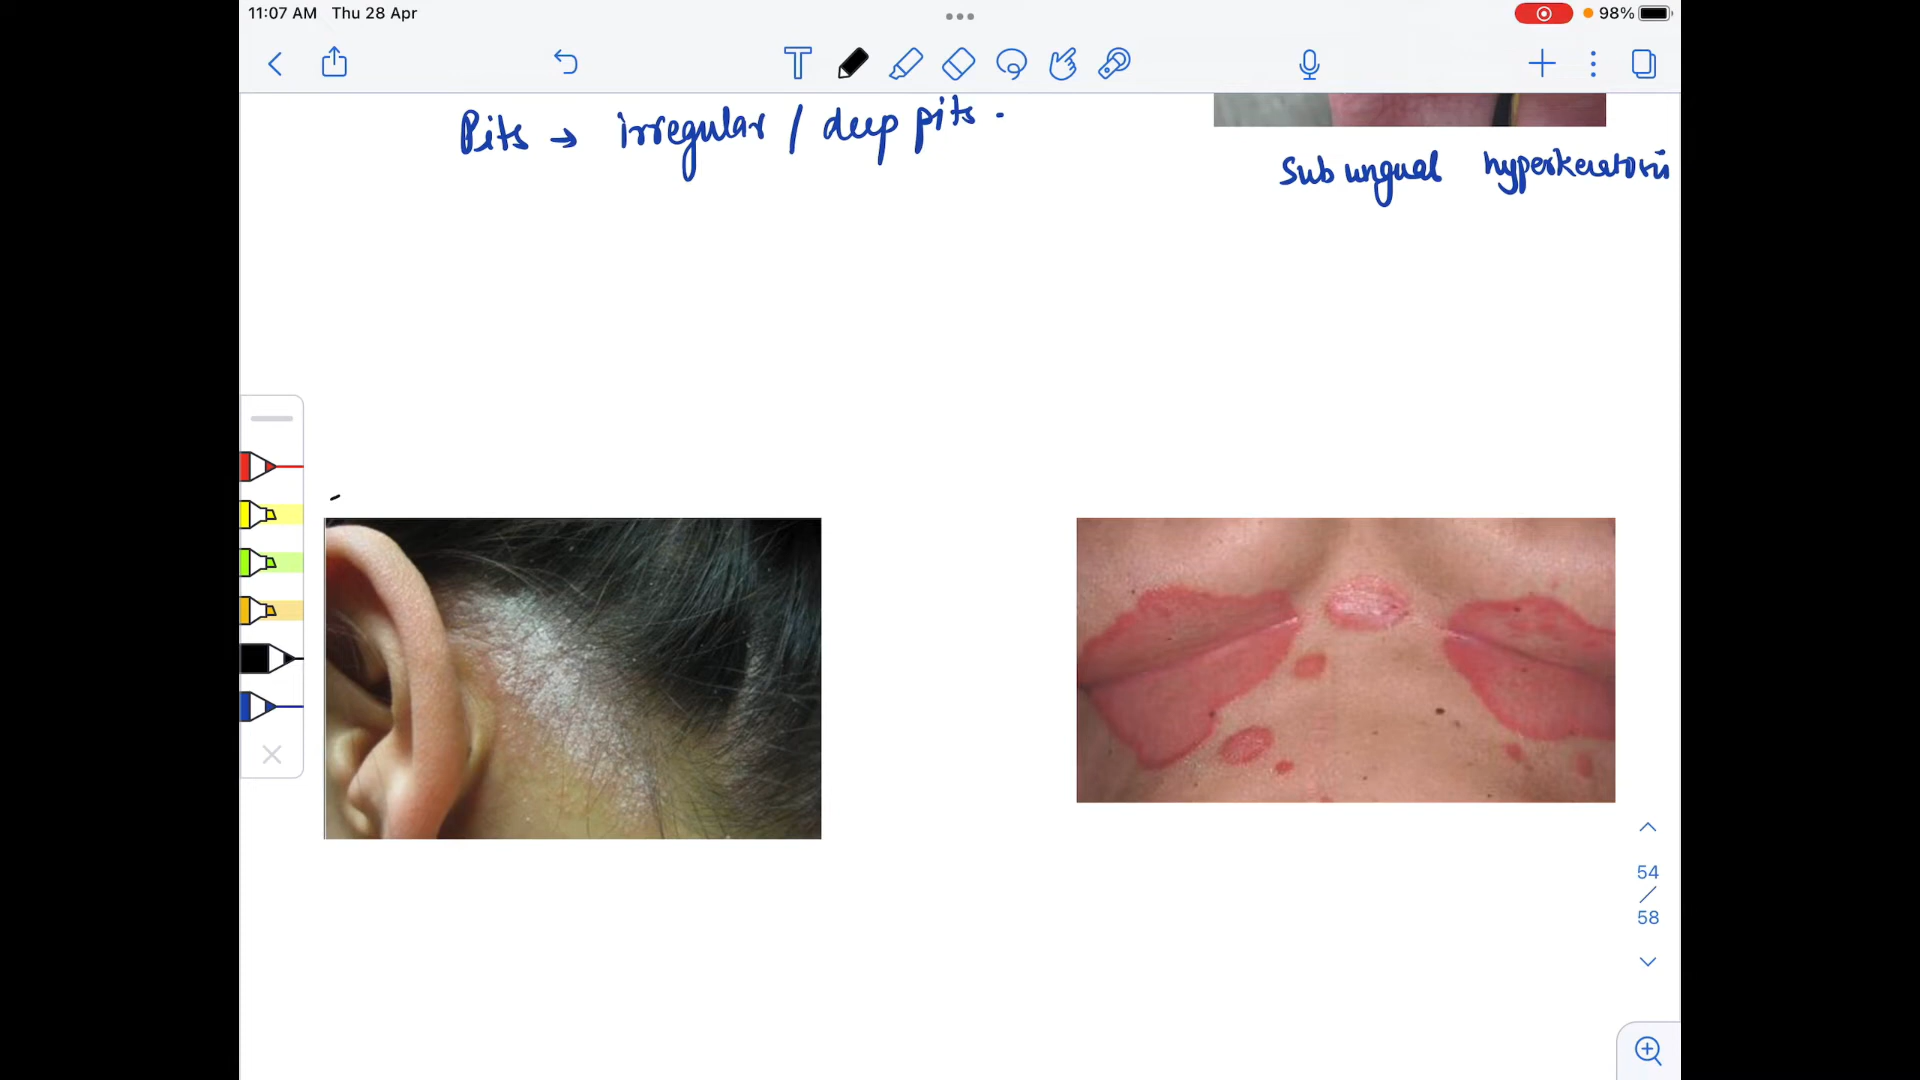 11:07 AM Thu 28 Apr
98%
T
Pits → irregular / deep pits.
Sub ungual hyperkeratosis
54
/
58